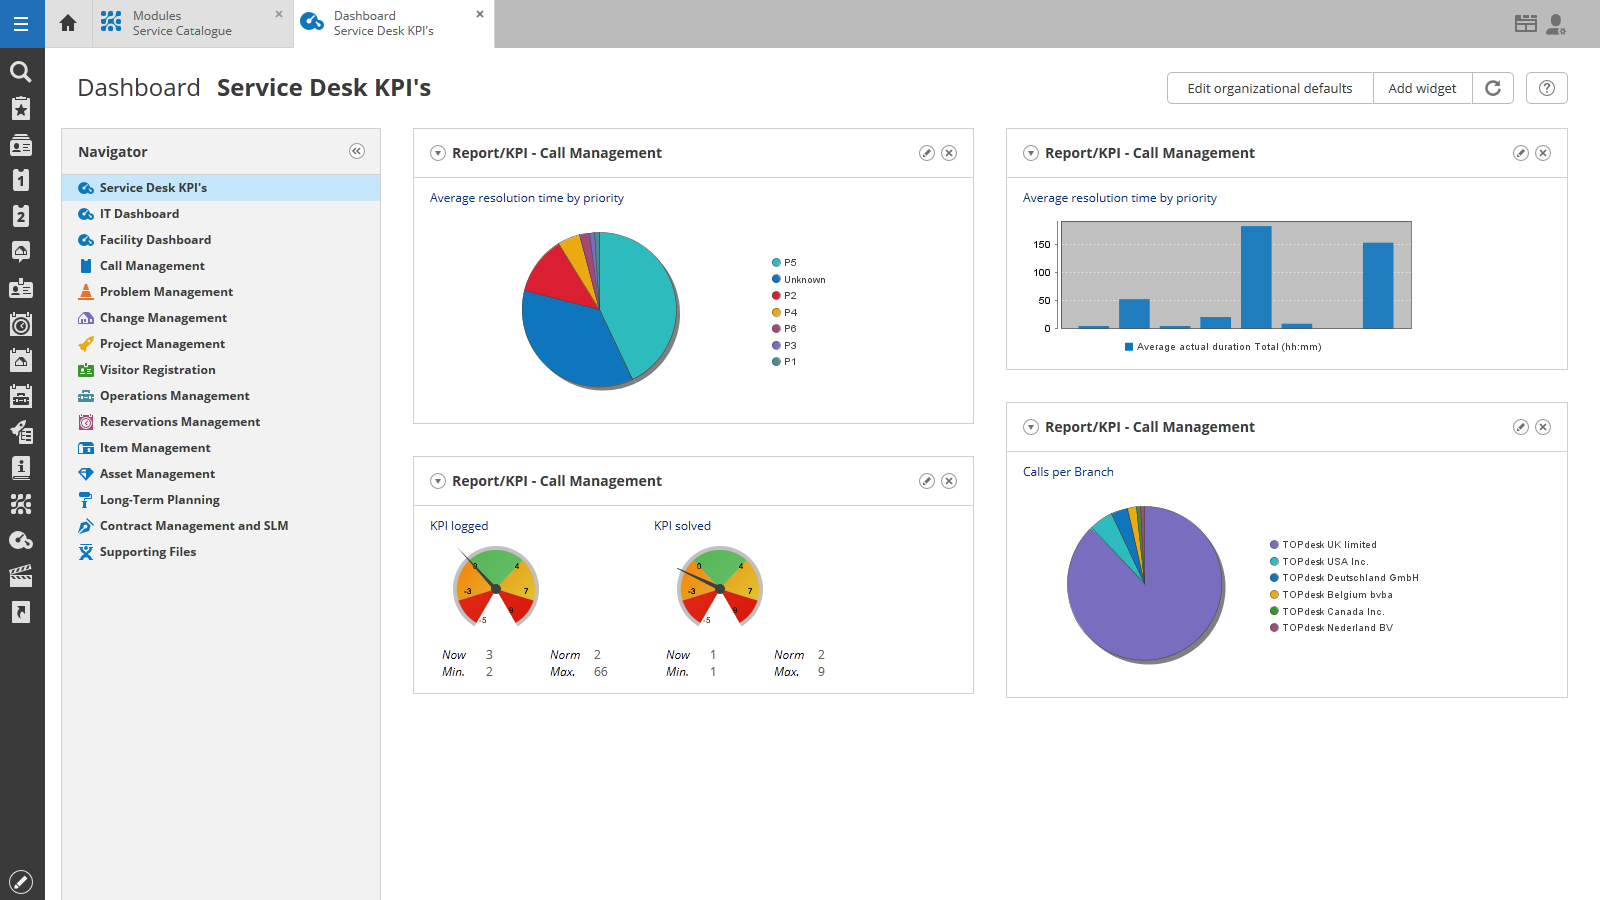 Modules
Service Catalogue
Dashboard
Service Desk KPI's
Dashboard Service Desk KPI's
Edit organizational defaults
Add widget
?
1
2
Navigator
Service Desk KPI's
IT Dashboard
Facility Dashboard
Call Management
Problem Management
Change Management
Project Management
Visitor Registration
Operations Management
Reservations Management
Item Management
Asset Management
Long-Term Planning
Contract Management and SLM
Supporting Files
Report/KPI - Call Management
Average resolution time by priority
P5
Unknown
P2
P4
P6
P3
P1
Report/KPI - Call Management
Average resolution time by priority
150
100
50
0
Average actual duration Total (hh:mm)
Report/KPI - Call Management
KPI logged
0 4
-3 7
-5 9
Now 3 Norm 2
Min. 2 Max. 66
KPI solved
0 4
-3 7
-5 9
Now 1 Norm 2
Min. 1 Max. 9
Report/KPI - Call Management
Calls per Branch
TOPdesk UK limited
TOPdesk USA Inc.
TOPdesk Deutschland GmbH
TOPdesk Belgium bvba
TOPdesk Canada Inc.
TOPdesk Nederland BV